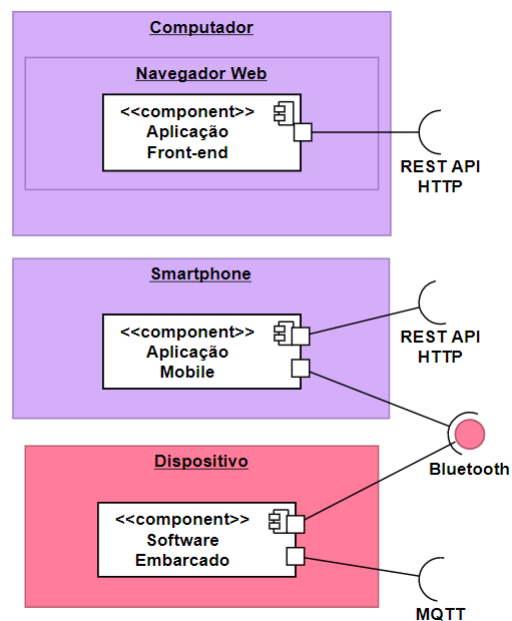 Computador
Navegador Web
<<component>>
Aplicação
Front-end
REST API
HTTP
Smartphone
<<component>>
Aplicação
Mobile
REST API
HTTP
Bluetooth
Dispositivo
<<component>>
Software
Embarcado
MQTT